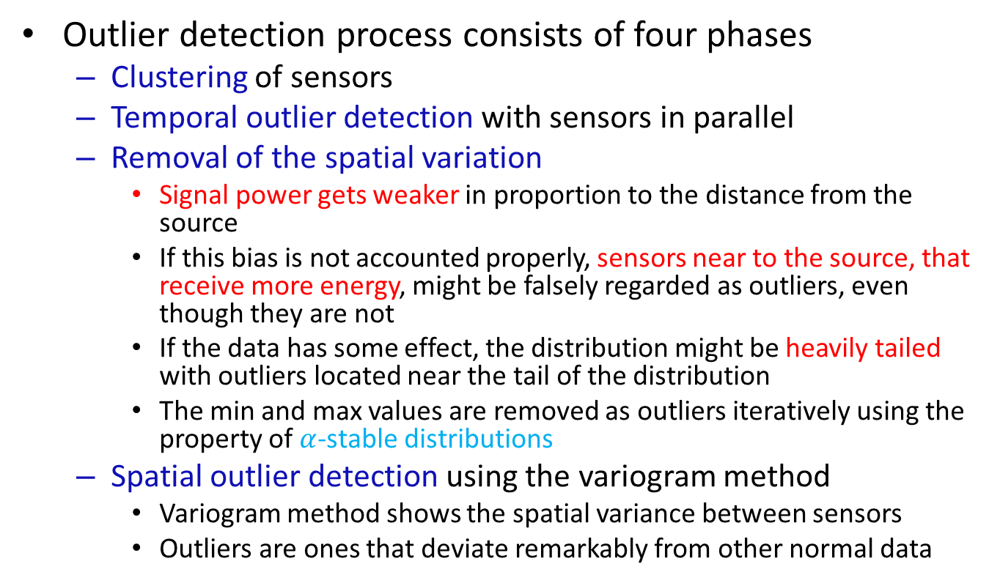 • Outlier detection process consists of four phases
– Clustering of sensors
– Temporal outlier detection with sensors in parallel
– Removal of the spatial variation
• Signal power gets weaker in proportion to the distance from the
source
• If this bias is not accounted properly, sensors near to the source, that
receive more energy, might be falsely regarded as outliers, even
though they are not
• If the data has some effect, the distribution might be heavily tailed
with outliers located near the tail of the distribution
• The min and max values are removed as outliers iteratively using the
property of 𝛼-stable distributions
– Spatial outlier detection using the variogram method
• Variogram method shows the spatial variance between sensors
• Outliers are ones that deviate remarkably from other normal data